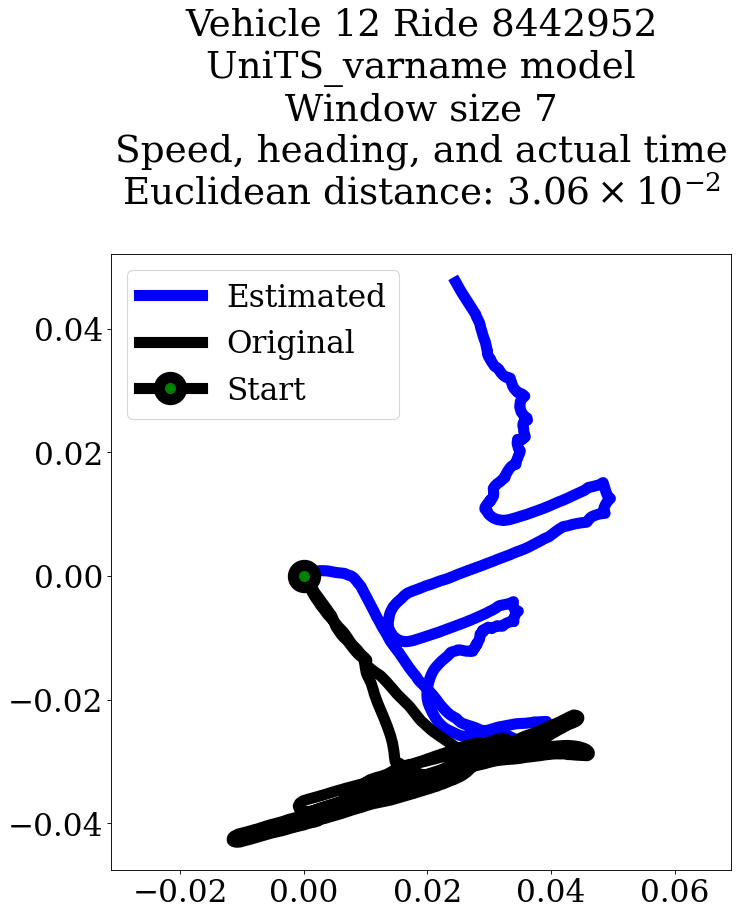 Vehicle 12 Ride 8442952
UniTS_varname model
Window size 7
Speed, heading, and actual time
Euclidean distance: 3.06 × 10⁻²
Estimated
Original
Start
0.04
0.02
0.00
−0.02
−0.04
−0.02 0.00 0.02 0.04 0.06